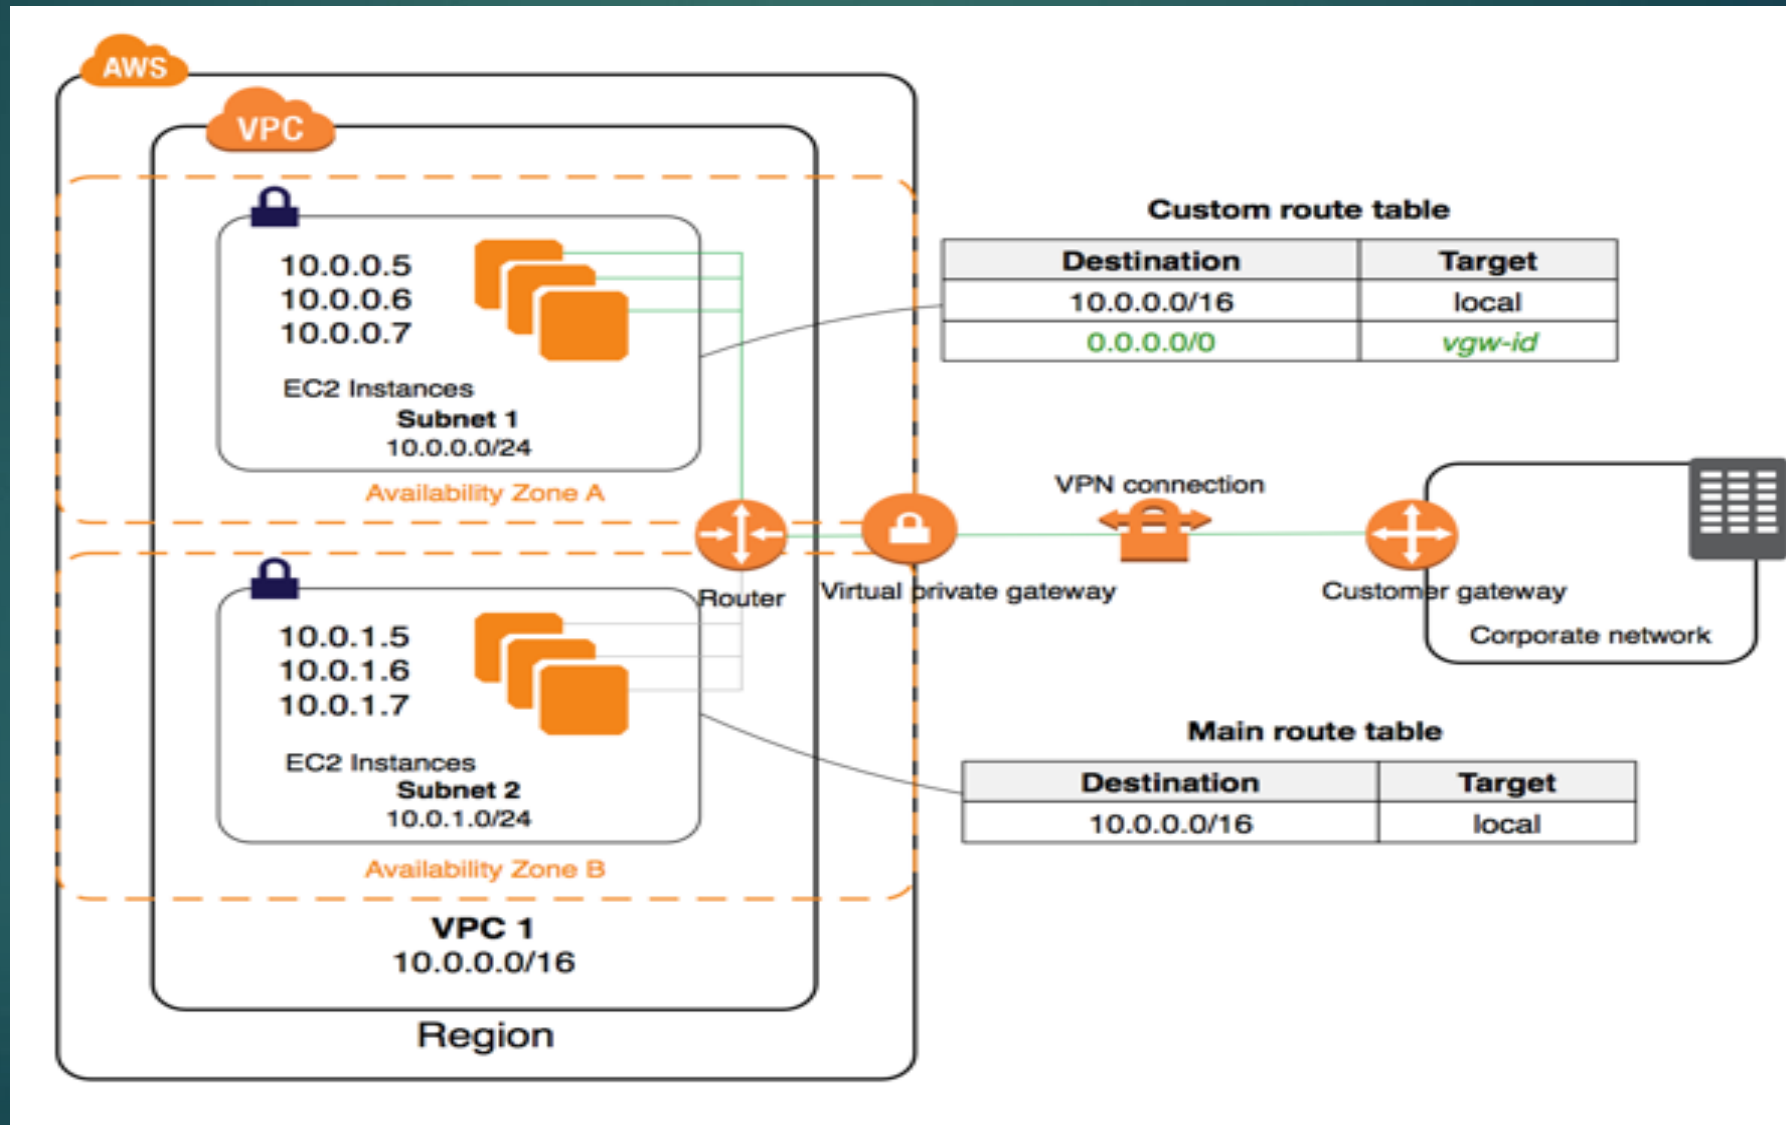 AWS
VPC
10.0.0.5
10.0.0.6
10.0.0.7
EC2 Instances
Subnet 1
10.0.0.0/24
Availability Zone A
Custom route table
Destination Target
10.0.0.0/16 local
0.0.0.0/0 vgw-id
VPN connection
Router
Virtual private gateway
Customer gateway
Corporate network
10.0.1.5
10.0.1.6
10.0.1.7
EC2 Instances
Subnet 2
10.0.1.0/24
Availability Zone B
Main route table
Destination Target
10.0.0.0/16 local
VPC 1
10.0.0.0/16
Region